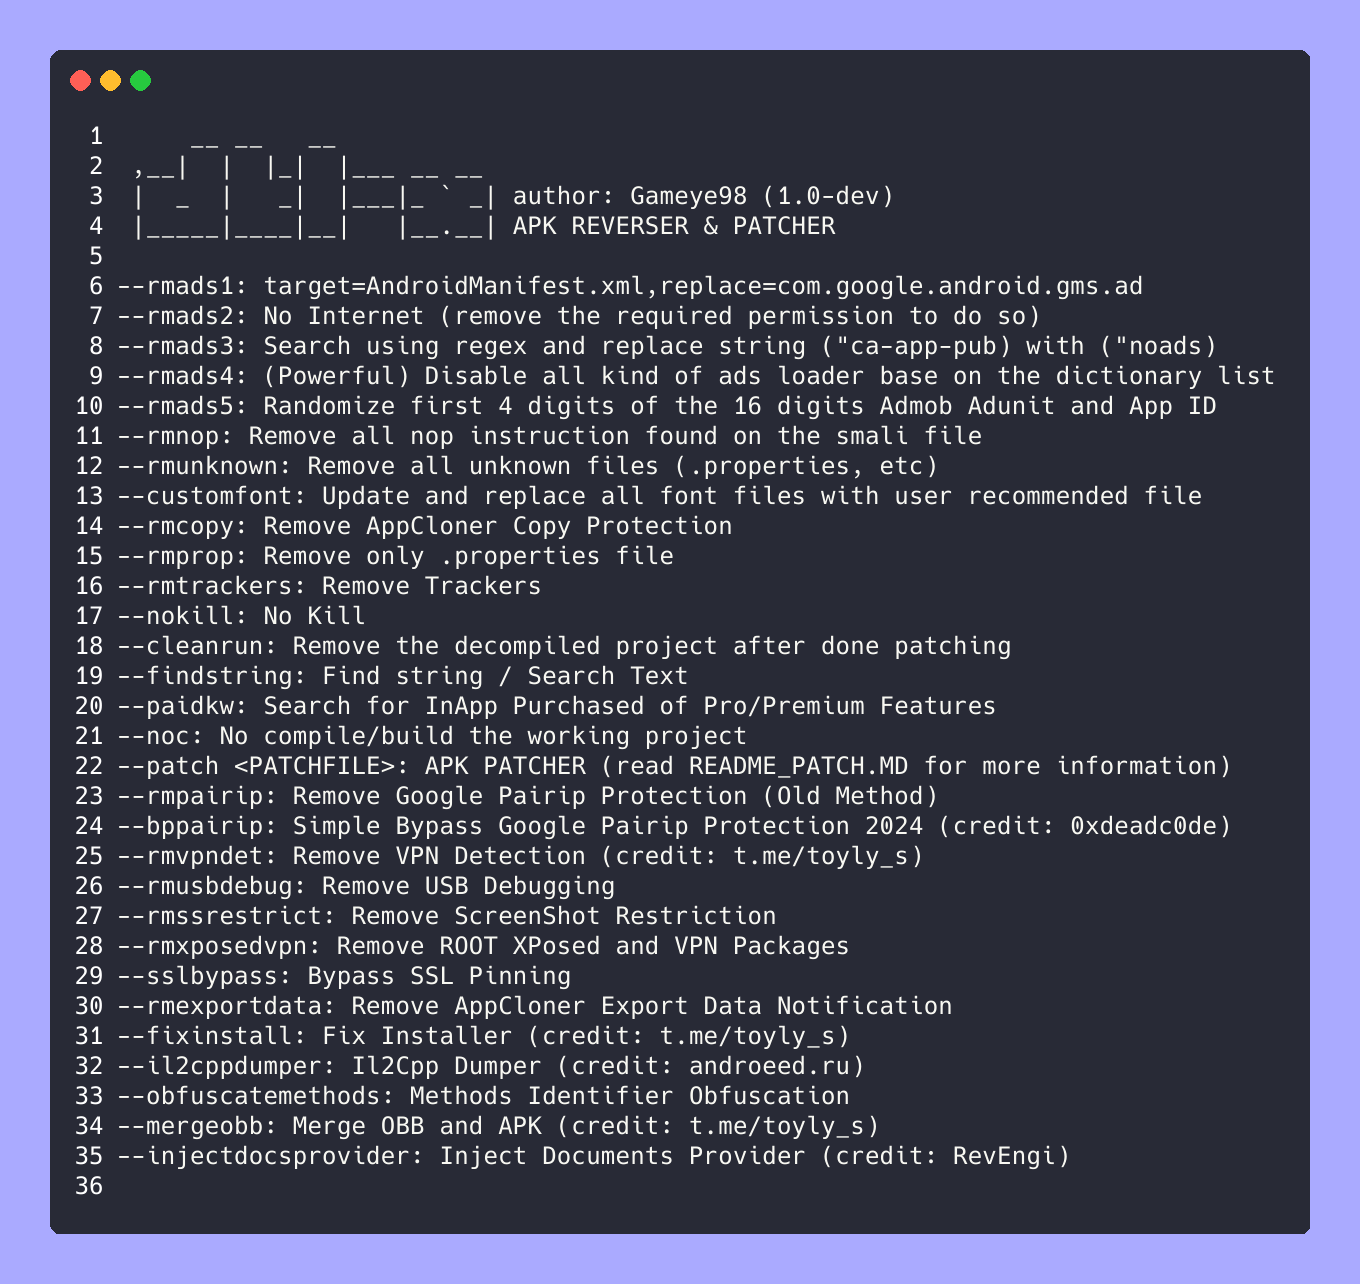 1       __ __   __
2   ,__|  |  |_|  |___ __ __
3   |  _  |   _|  |___|_ ` _| author: Gameye98 (1.0-dev)
4   |_____|____|__|   |__.__| APK REVERSER & PATCHER
5
6 --rmads1: target=AndroidManifest.xml,replace=com.google.android.gms.ad
7 --rmads2: No Internet (remove the required permission to do so)
8 --rmads3: Search using regex and replace string ("ca-app-pub) with ("noads)
9 --rmads4: (Powerful) Disable all kind of ads loader base on the dictionary list
10 --rmads5: Randomize first 4 digits of the 16 digits Admob Adunit and App ID
11 --rmnop: Remove all nop instruction found on the smali file
12 --rmunknown: Remove all unknown files (.properties, etc)
13 --customfont: Update and replace all font files with user recommended file
14 --rmcopy: Remove AppCloner Copy Protection
15 --rmprop: Remove only .properties file
16 --rmtrackers: Remove Trackers
17 --nokill: No Kill
18 --cleanrun: Remove the decompiled project after done patching
19 --findstring: Find string / Search Text
20 --paidkw: Search for InApp Purchased of Pro/Premium Features
21 --noc: No compile/build the working project
22 --patch <PATCHFILE>: APK PATCHER (read README_PATCH.MD for more information)
23 --rmpairip: Remove Google Pairip Protection (Old Method)
24 --bppairip: Simple Bypass Google Pairip Protection 2024 (credit: 0xdeadc0de)
25 --rmvpndet: Remove VPN Detection (credit: t.me/toyly_s)
26 --rmusbdebug: Remove USB Debugging
27 --rmssrestrict: Remove ScreenShot Restriction
28 --rmxposedvpn: Remove ROOT XPosed and VPN Packages
29 --sslbypass: Bypass SSL Pinning
30 --rmexportdata: Remove AppCloner Export Data Notification
31 --fixinstall: Fix Installer (credit: t.me/toyly_s)
32 --il2cppdumper: Il2Cpp Dumper (credit: androeed.ru)
33 --obfuscatemethods: Methods Identifier Obfuscation
34 --mergeobb: Merge OBB and APK (credit: t.me/toyly_s)
35 --injectdocsprovider: Inject Documents Provider (credit: RevEngi)
36